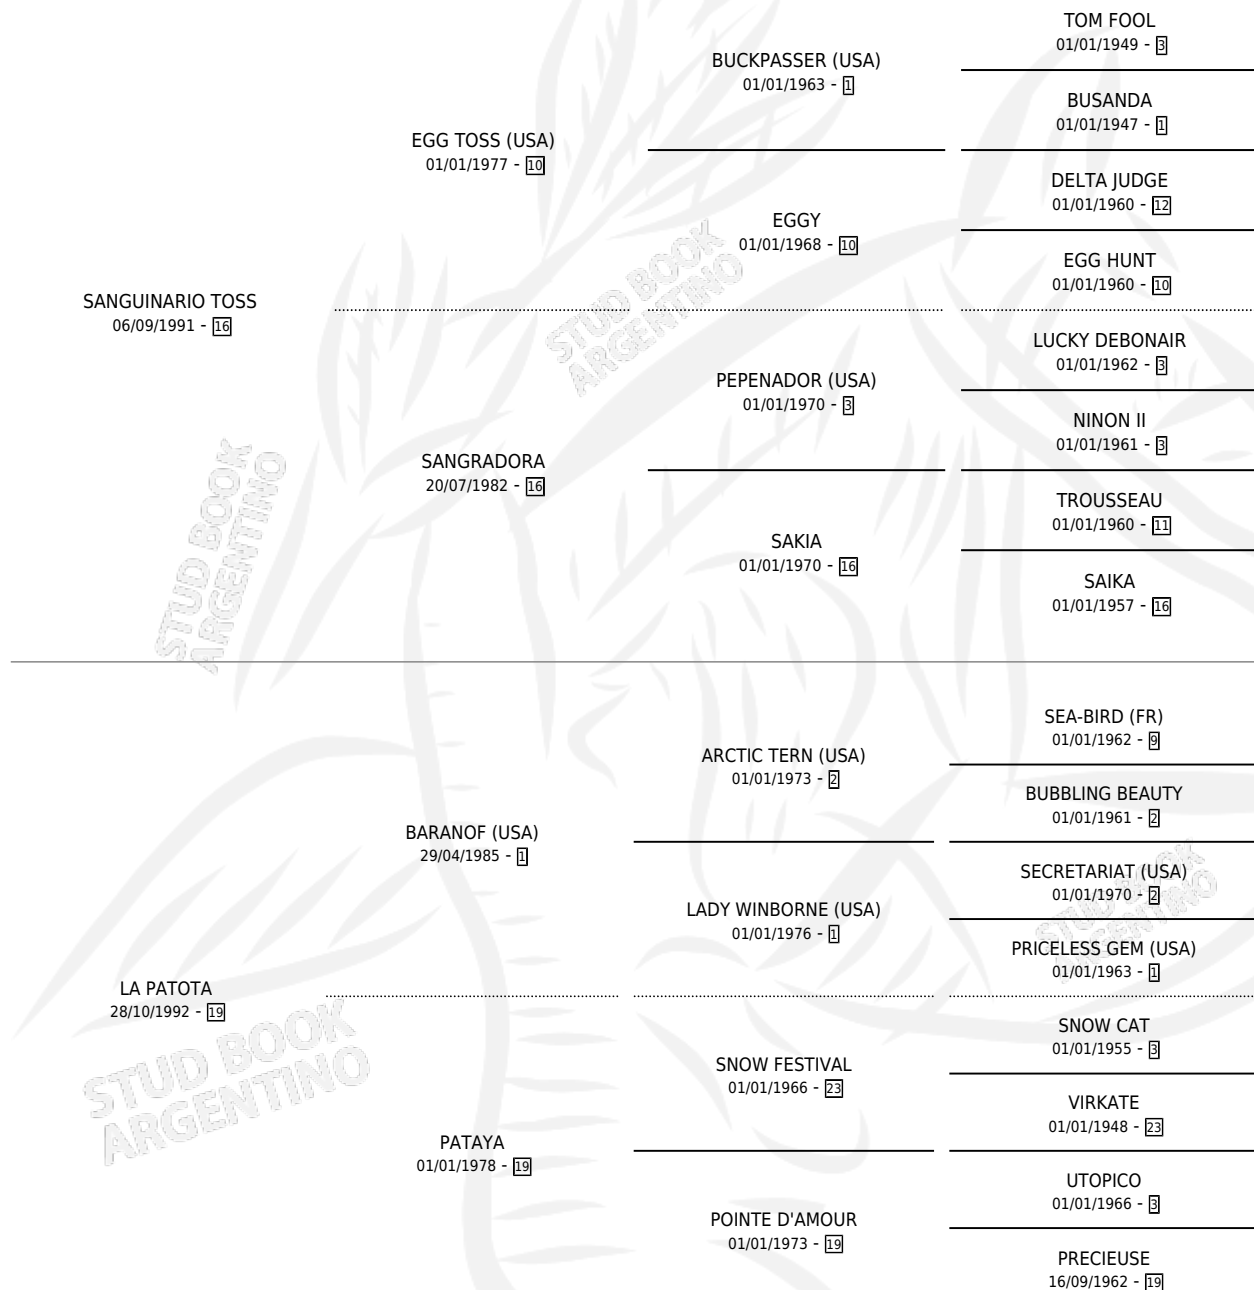 TOM FOOL
01/01/1949 - 3
BUCKPASSER (USA)
01/01/1963 - 1
BUSANDA
01/01/1947 - 1
EGG TOSS (USA)
01/01/1977 - 10
DELTA JUDGE
01/01/1960 - 12
EGGY
01/01/1968 - 10
EGG HUNT
01/01/1960 - 10
SANGUINARIO TOSS
06/09/1991 - 16
LUCKY DEBONAIR
01/01/1962 - 3
PEPENADOR (USA)
01/01/1970 - 3
NINON II
01/01/1961 - 3
SANGRADORA
20/07/1982 - 16
TROUSSEAU
01/01/1960 - 11
SAKIA
01/01/1970 - 16
SAIKA
01/01/1957 - 16
SEA-BIRD (FR)
01/01/1962 - 9
ARCTIC TERN (USA)
01/01/1973 - 2
BUBBLING BEAUTY
01/01/1961 - 2
BARANOF (USA)
29/04/1985 - 1
SECRETARIAT (USA)
01/01/1970 - 2
LADY WINBORNE (USA)
01/01/1976 - 1
PRICELESS GEM (USA)
01/01/1963 - 1
LA PATOTA
28/10/1992 - 19
SNOW CAT
01/01/1955 - 3
SNOW FESTIVAL
01/01/1966 - 23
VIRKATE
01/01/1948 - 23
PATAYA
01/01/1978 - 19
UTOPICO
01/01/1966 - 3
POINTE D'AMOUR
01/01/1973 - 19
PRECIEUSE
16/09/1962 - 19
STUD BOOK
ARGENTINO
STUD BOOK
ARGENTINO
STUD BOOK
ARGENTINO
STUD BOOK
ARGENTINO